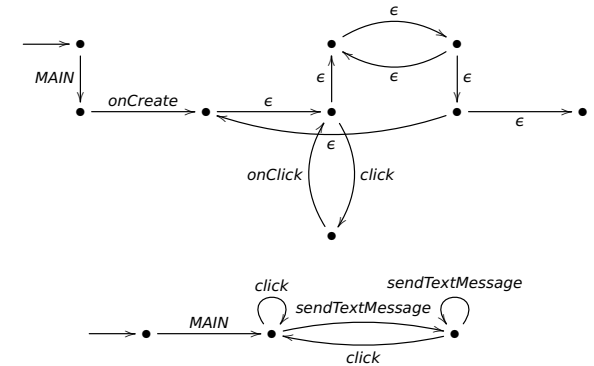 ϵ
MAIN
ϵ
ϵ
ϵ
onCreate
ϵ
ϵ
ϵ
onClick
click
click
sendTextMessage
sendTextMessage
MAIN
click